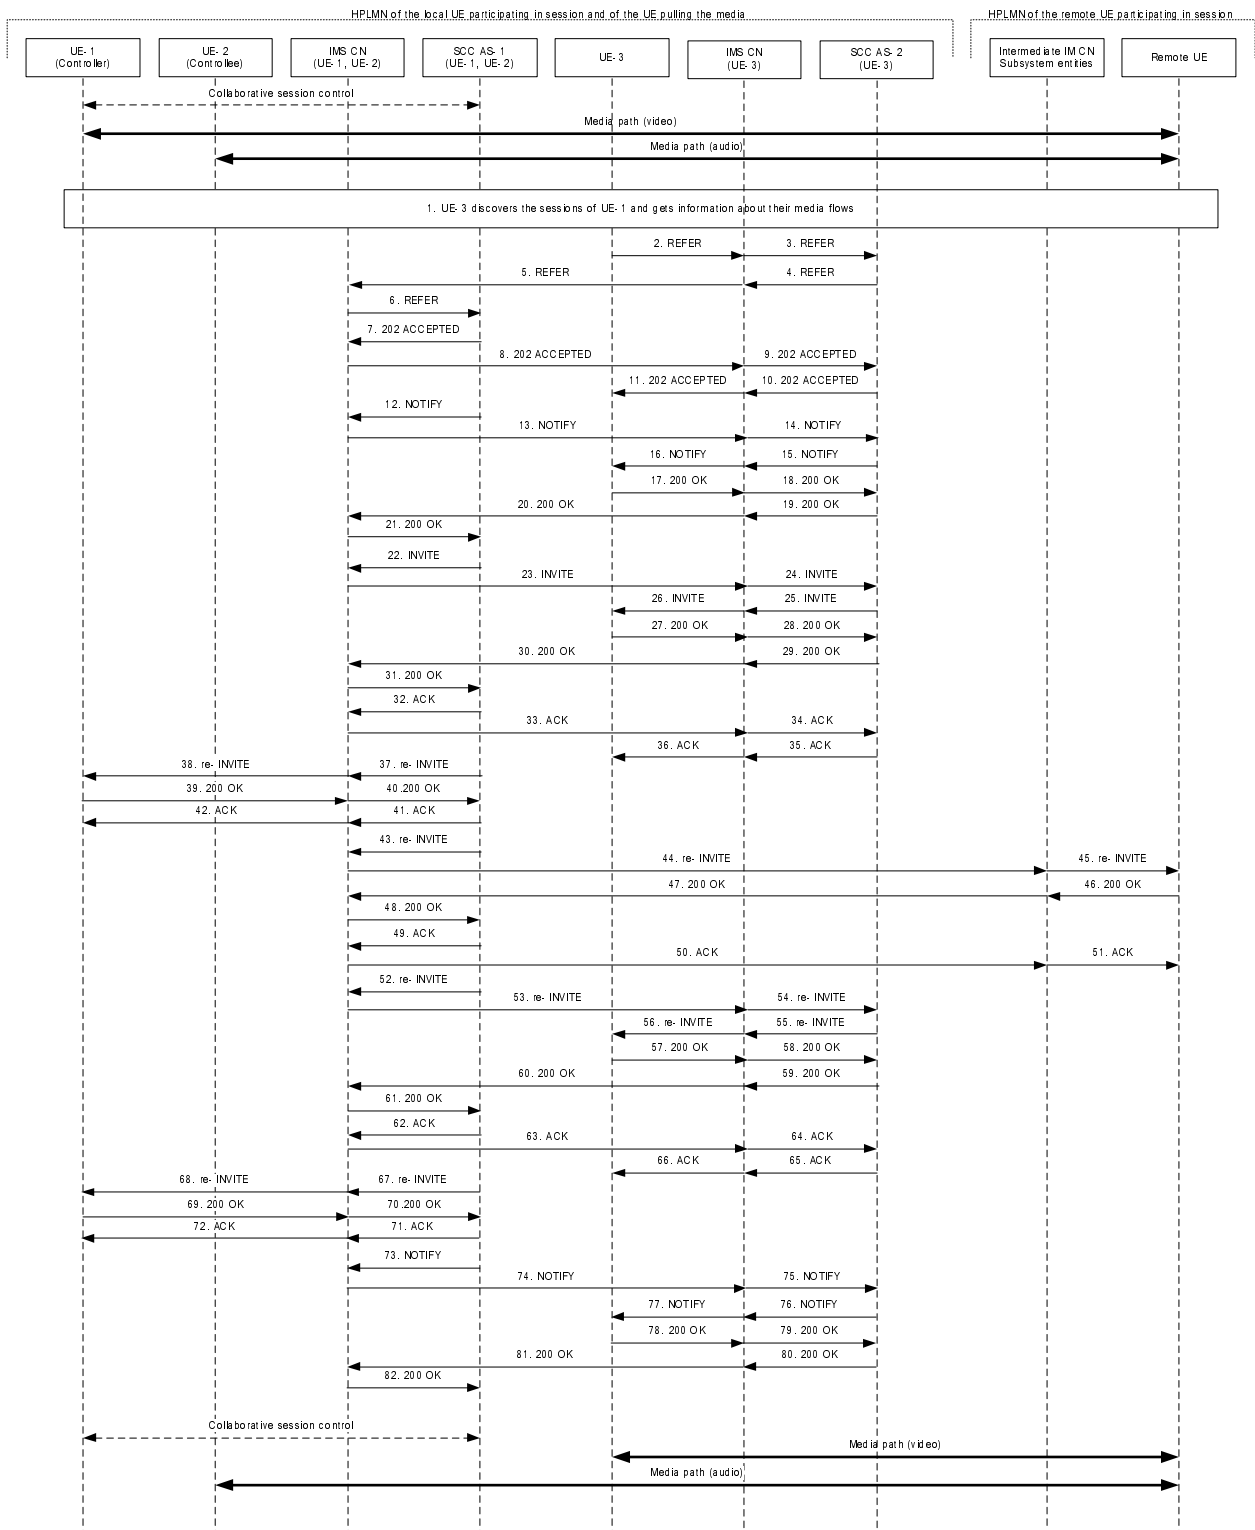 HPLMN of the local UE participating in session and of the UE pulling the media
HPLMN of the remote UE participating in session
UE-1
(Controller)
UE-2
(Controllee)
IMS CN
(UE-1, UE-2)
SCC AS-1
(UE-1, UE-2)
UE-3
IMS CN
(UE-3)
SCC AS-2
(UE-3)
Intermediate IM CN
Subsystem entities
Remote UE
Collaborative session control
Media path (video)
Media path (audio)
1. UE-3 discovers the sessions of UE-1 and gets information about their media flows
2. REFER
3. REFER
5. REFER
4. REFER
6. REFER
7. 202 ACCEPTED
8. 202 ACCEPTED
9. 202 ACCEPTED
11. 202 ACCEPTED
10. 202 ACCEPTED
12. NOTIFY
13. NOTIFY
14. NOTIFY
16. NOTIFY
15. NOTIFY
17. 200 OK
18. 200 OK
20. 200 OK
19. 200 OK
21. 200 OK
22. INVITE
23. INVITE
24. INVITE
26. INVITE
25. INVITE
27. 200 OK
28. 200 OK
30. 200 OK
29. 200 OK
31. 200 OK
32. ACK
33. ACK
34. ACK
36. ACK
35. ACK
38. re-INVITE
37. re-INVITE
39. 200 OK
40.200 OK
42. ACK
41. ACK
43. re-INVITE
44. re-INVITE
45. re-INVITE
47. 200 OK
46. 200 OK
48. 200 OK
49. ACK
50. ACK
51. ACK
52. re-INVITE
53. re-INVITE
54. re-INVITE
56. re-INVITE
55. re-INVITE
57. 200 OK
58. 200 OK
60. 200 OK
59. 200 OK
61. 200 OK
62. ACK
63. ACK
64. ACK
66. ACK
65. ACK
68. re-INVITE
67. re-INVITE
69. 200 OK
70.200 OK
72. ACK
71. ACK
73. NOTIFY
74. NOTIFY
75. NOTIFY
77. NOTIFY
76. NOTIFY
78. 200 OK
79. 200 OK
81. 200 OK
80. 200 OK
82. 200 OK
Collaborative session control
Media path (video)
Media path (audio)